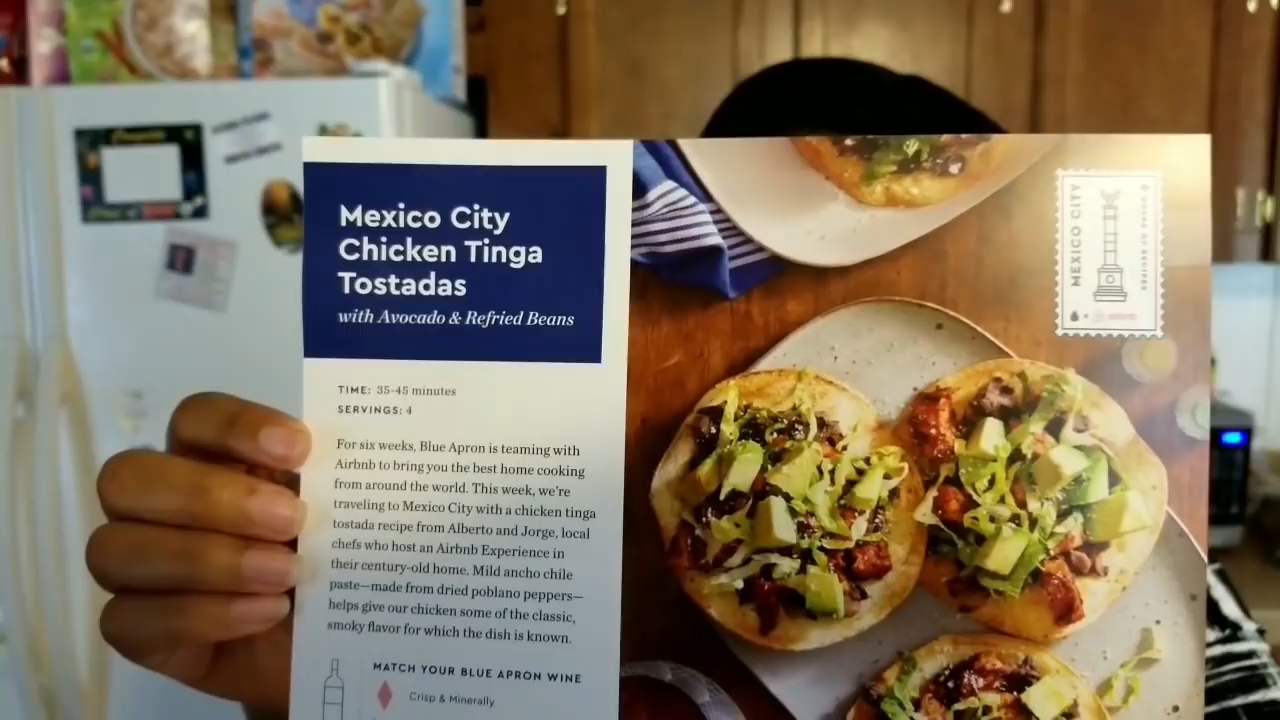 Mexico City
Chicken Tinga
Tostadas
with Avocado & Refried Beans
TIME: 35-45 minutes
SERVINGS: 4
For six weeks, Blue Apron is teaming with
Airbnb to bring you the best home cooking
from around the world. This week, we're
traveling to Mexico City with a chicken tinga
tostada recipe from Alberto and Jorge, local
chefs who host an Airbnb Experience in
their century-old home. Mild ancho chile
paste—made from dried poblano peppers—
helps give our chicken some of the classic,
smoky flavor for which the dish is known.
MATCH YOUR BLUE APRON WINE
Crisp & Minerally
MEXICO CITY
airbnb